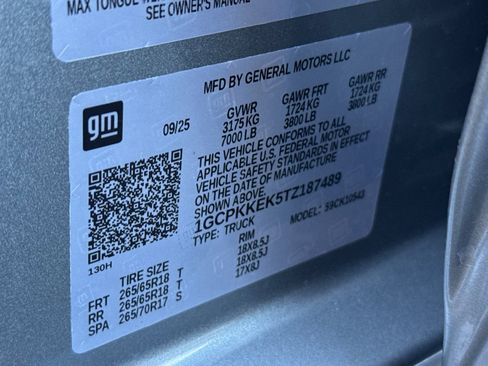 MAX TONGUE
SEE OWNER'S MANUAL
MFD BY GENERAL MOTORS LLC
gm
09/25
GVWR GAWR FRT GAWR RR
3175 KG 1724 KG 1724 KG
7000 LB 3800 LB 3800 LB
THIS VEHICLE CONFORMS TO ALL
APPLICABLE U.S. FEDERAL MOTOR
VEHICLE SAFETY STANDARDS IN EFFECT
ON THE DATE OF MANUFACTURE
SHOWN ABOVE.
1GCPKKEK5TZ187489
TYPE: TRUCK MODEL: 59CK10543
130H
TIRE SIZE RIM
FRT 265/65R18 T 18X8.5J
RR 265/65R18 T 18X8.5J
SPA 265/70R17 S 17X8J